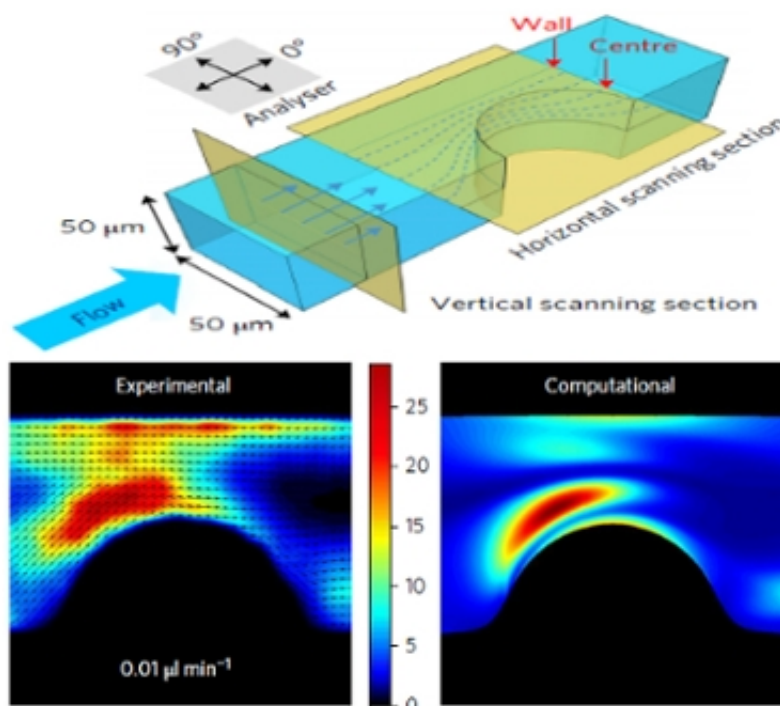 Wall
90°
0°
Centre
Analyser
50 μm
Horizontal scanning section
50 μm
Vertical scanning section
Flow
Experimental
Computational
25
20
15
10
5
0
0.01 μl min⁻¹